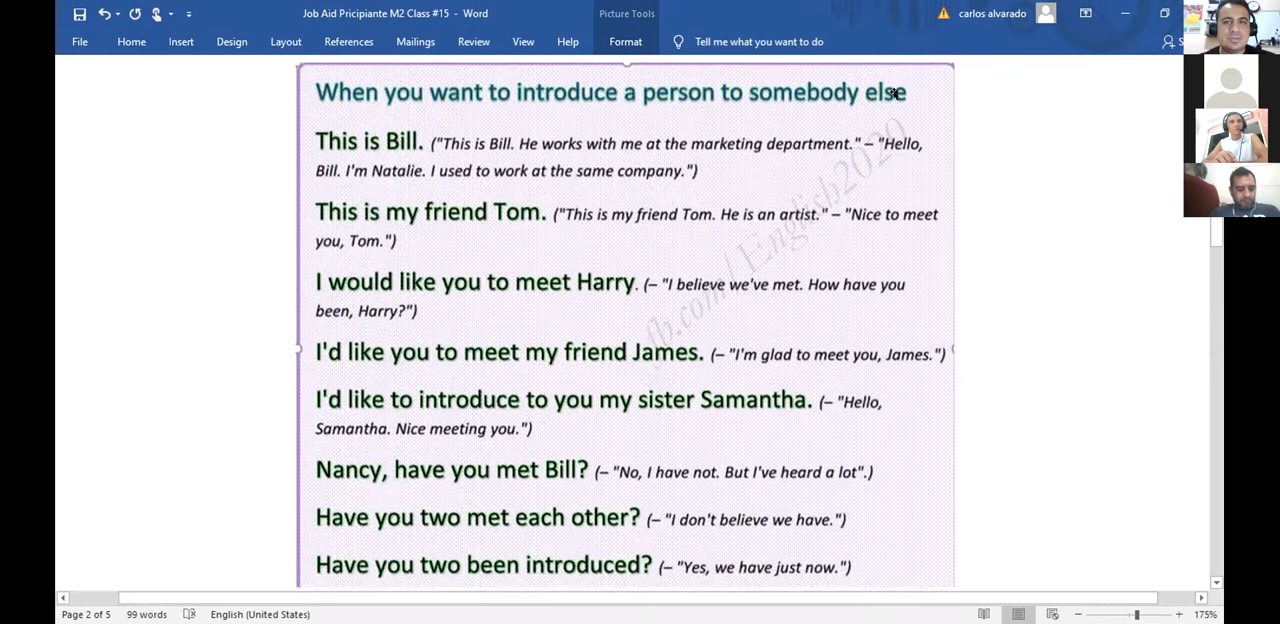 Job Aid Pricipiante M2 Class #15 - Word
Picture Tools
carlos alvarado
File Home Insert Design Layout References Mailings Review View Help Format Tell me what you want to do
When you want to introduce a person to somebody else
This is Bill. ("This is Bill. He works with me at the marketing department." – "Hello,
Bill. I'm Natalie. I used to work at the same company.")
This is my friend Tom. ("This is my friend Tom. He is an artist." – "Nice to meet
you, Tom.")
I would like you to meet Harry. (– "I believe we've met. How have you
been, Harry?")
I'd like you to meet my friend James. (– "I'm glad to meet you, James.")
I'd like to introduce to you my sister Samantha. (– "Hello,
Samantha. Nice meeting you.")
Nancy, have you met Bill? (– "No, I have not. But I've heard a lot".)
Have you two met each other? (– "I don't believe we have.")
Have you two been introduced? (– "Yes, we have just now.")
fb.com/English2020
Page 2 of 5 99 words English (United States) 175%